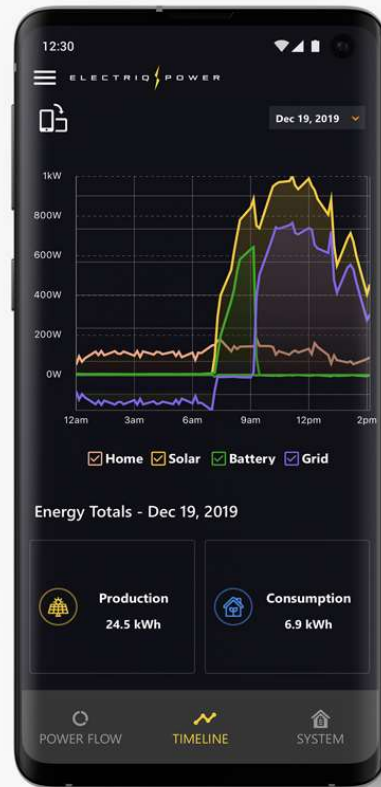 12:30
ELECTRIQ POWER
Dec 19, 2019
1kW
800W
600W
400W
200W
0W
12am 3am 6am 9am 12pm 2pm
Home Solar Battery Grid
Energy Totals - Dec 19, 2019
Production
24.5 kWh
Consumption
6.9 kWh
POWER FLOW TIMELINE SYSTEM